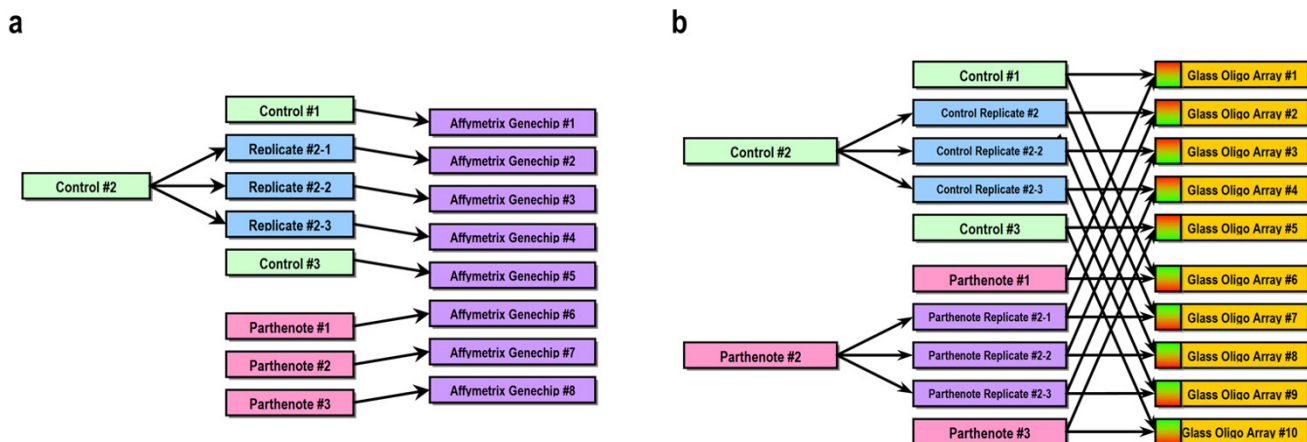 a
Control #1
Affymetrix Genechip #1
Replicate #2-1
Affymetrix Genechip #2
Control #2
Replicate #2-2
Affymetrix Genechip #3
Replicate #2-3
Affymetrix Genechip #4
Control #3
Affymetrix Genechip #5
Parthenote #1
Affymetrix Genechip #6
Parthenote #2
Affymetrix Genechip #7
Parthenote #3
Affymetrix Genechip #8
b
Control #1
Glass Oligo Array #1
Control Replicate #2
Glass Oligo Array #2
Control #2
Control Replicate #2-2
Glass Oligo Array #3
Control Replicate #2-3
Glass Oligo Array #4
Control #3
Glass Oligo Array #5
Parthenote #1
Glass Oligo Array #6
Parthenote Replicate #2-1
Glass Oligo Array #7
Parthenote #2
Parthenote Replicate #2-2
Glass Oligo Array #8
Parthenote Replicate #2-3
Glass Oligo Array #9
Parthenote #3
Glass Oligo Array #10